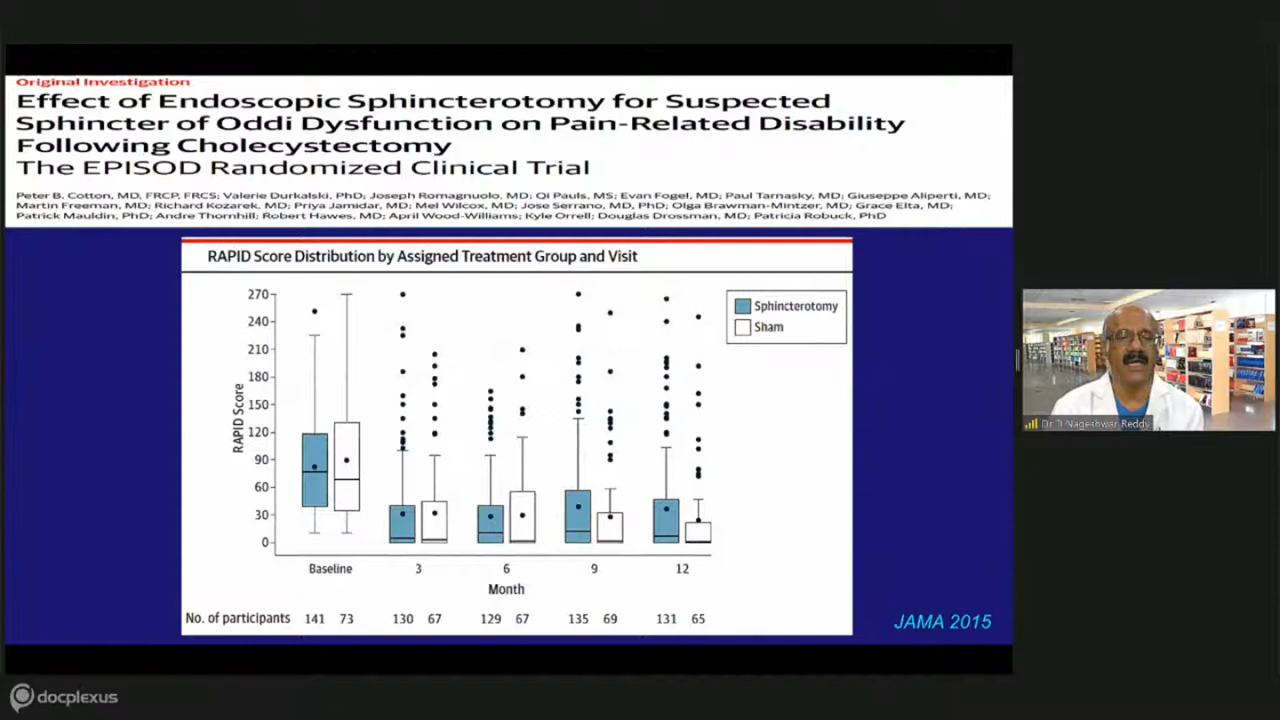 Original Investigation
Effect of Endoscopic Sphincterotomy for Suspected
Sphincter of Oddi Dysfunction on Pain-Related Disability
Following Cholecystectomy
The EPISOD Randomized Clinical Trial
Peter B. Cotton, MD, FRCP, FRCS; Valerie Durkalski, PhD; Joseph Romagnuolo, MD; Qi Pauls, MS; Evan Fogel, MD; Paul Tarnasky, MD; Giuseppe Aliperti, MD;
Martin Freeman, MD; Richard Kozarek, MD; Priya Jamidar, MD; Mel Wilcox, MD; Jose Serrano, MD, PhD; Olga Brawman-Mintzer, MD; Grace Elta, MD;
Patrick Mauldin, PhD; Andre Thornhill; Robert Hawes, MD; April Wood-Williams; Kyle Orrell; Douglas Drossman, MD; Patricia Robuck, PhD
RAPID Score Distribution by Assigned Treatment Group and Visit
Sphincterotomy
Sham
RAPID Score
270
240
210
180
150
120
90
60
30
0
Baseline 3 6 9 12
Month
No. of participants 141 73 130 67 129 67 135 69 131 65
JAMA 2015
Dr D Nageshwar Reddy
docplexus